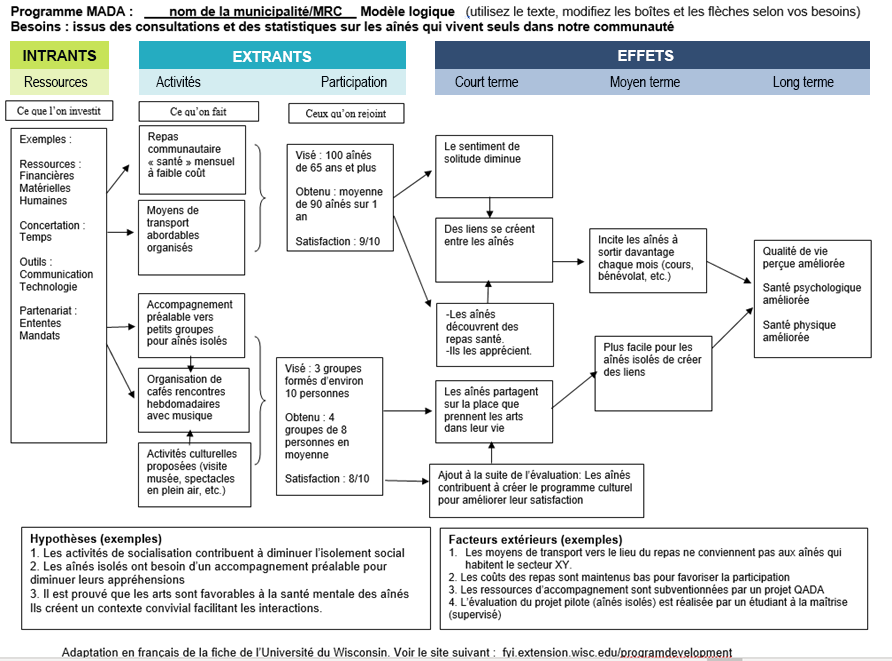 Programme MADA : ___nom de la municipalité/MRC__ Modèle logique (utilisez le texte, modifiez les boîtes et les flèches selon vos besoins)
Besoins : issus des consultations et des statistiques sur les aînés qui vivent seuls dans notre communauté
INTRANTS
EXTRANTS
EFFETS
Ressources
Activités
Participation
Court terme
Moyen terme
Long terme
Ce que l'on investit
Ce qu'on fait
Ceux qu'on rejoint
Exemples :
Ressources :
Financières
Matérielles
Humaines
Concertation :
Temps
Outils :
Communication
Technologie
Partenariat :
Ententes
Mandats
Repas
communautaire
« santé » mensuel
à faible coût
Moyens de
transport
abordables
organisés
Accompagnement
préalable vers
petits groupes
pour aînés isolés
Organisation de
cafés rencontres
hebdomadaires
avec musique
Activités culturelles
proposées (visite
musée, spectacles
en plein air, etc.)
Visé : 100 aînés
de 65 ans et plus
Obtenu : moyenne
de 90 aînés sur 1
an
Satisfaction : 9/10
Visé : 3 groupes
formés d'environ
10 personnes
Obtenu : 4
groupes de 8
personnes en
moyenne
Satisfaction : 8/10
Le sentiment de
solitude diminue
Des liens se créent
entre les aînés
-Les aînés
découvrent des
repas santé.
-Ils les apprécient.
Les aînés partagent
sur la place que
prennent les arts
dans leur vie
Ajout à la suite de l'évaluation: Les aînés
contribuent à créer le programme culturel
pour améliorer leur satisfaction
Incite les aînés à
sortir davantage
chaque mois (cours,
bénévolat, etc.)
Plus facile pour les
aînés isolés de créer
des liens
Qualité de vie
perçue améliorée
Santé psychologique
améliorée
Santé physique
améliorée
Hypothèses (exemples)
1. Les activités de socialisation contribuent à diminuer l'isolement social
2. Les aînés isolés ont besoin d'un accompagnement préalable pour
diminuer leurs appréhensions
3. Il est prouvé que les arts sont favorables à la santé mentale des aînés
Ils créent un contexte convivial facilitant les interactions.
Facteurs extérieurs (exemples)
1. Les moyens de transport vers le lieu du repas ne conviennent pas aux aînés qui
habitent le secteur XY.
2. Les coûts des repas sont maintenus bas pour favoriser la participation
3. Les ressources d'accompagnement sont subventionnées par un projet QADA
4. L'évaluation du projet pilote (aînés isolés) est réalisée par un étudiant à la maîtrise
(supervisé)
Adaptation en français de la fiche de l'Université du Wisconsin. Voir le site suivant : fyi.extension.wisc.edu/programdevelopment